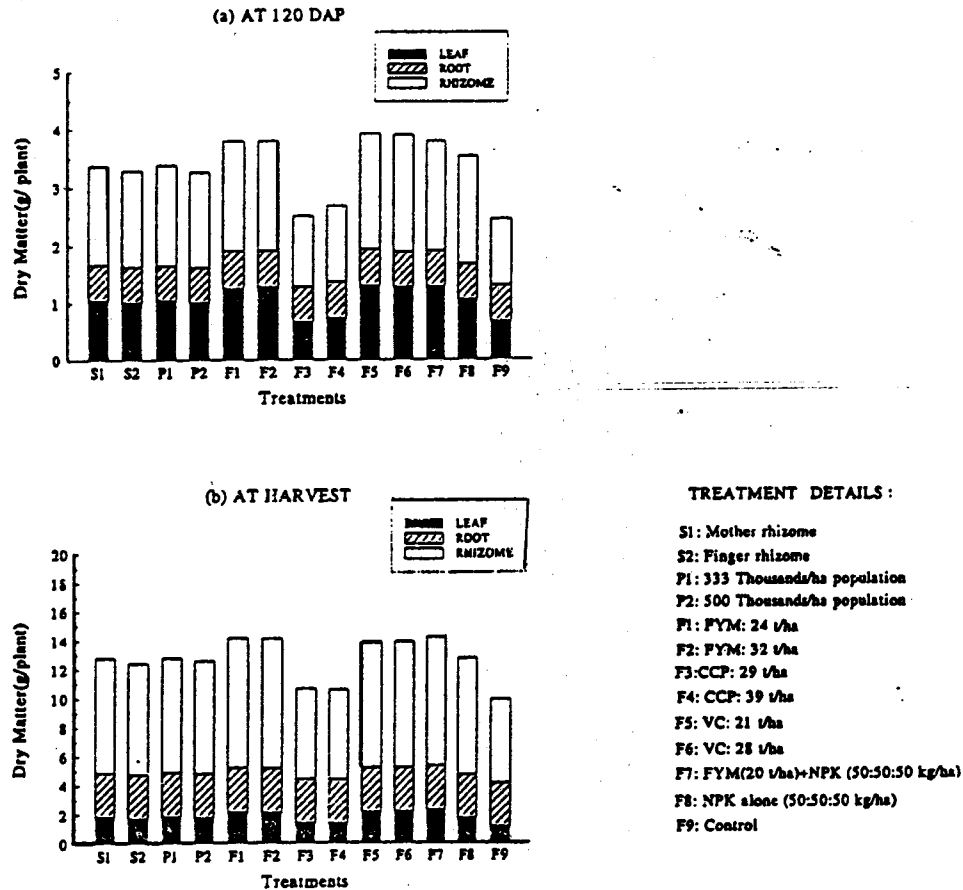 (a) AT 120 DAP
LEAF
ROOT
RHIZOME
5
4
3
2
1
0
Dry Matter(g/ plant)
S1 S2 P1 P2 F1 F2 F3 F4 F5 F6 F7 F8 F9
Treatments
(b) AT HARVEST
LEAF
ROOT
RHIZOME
20
18
16
14
12
10
8
6
4
2
0
Dry Matter(g/plant)
S1 S2 P1 P2 F1 F2 F3 F4 F5 F6 F7 F8 F9
Treatments
TREATMENT DETAILS :
S1: Mother rhizome
S2: Finger rhizome
P1: 333 Thousands/ha population
P2: 500 Thousands/ha population
F1: FYM: 24 t/ha
F2: FYM: 32 t/ha
F3:CCP: 29 t/ha
F4: CCP: 39 t/ha
F5: VC: 21 t/ha
F6: VC: 28 t/ha
F7: FYM(20 t/ha)+NPK (50:50:50 kg/ha)
F8: NPK alone (50:50:50 kg/ha)
F9: Control